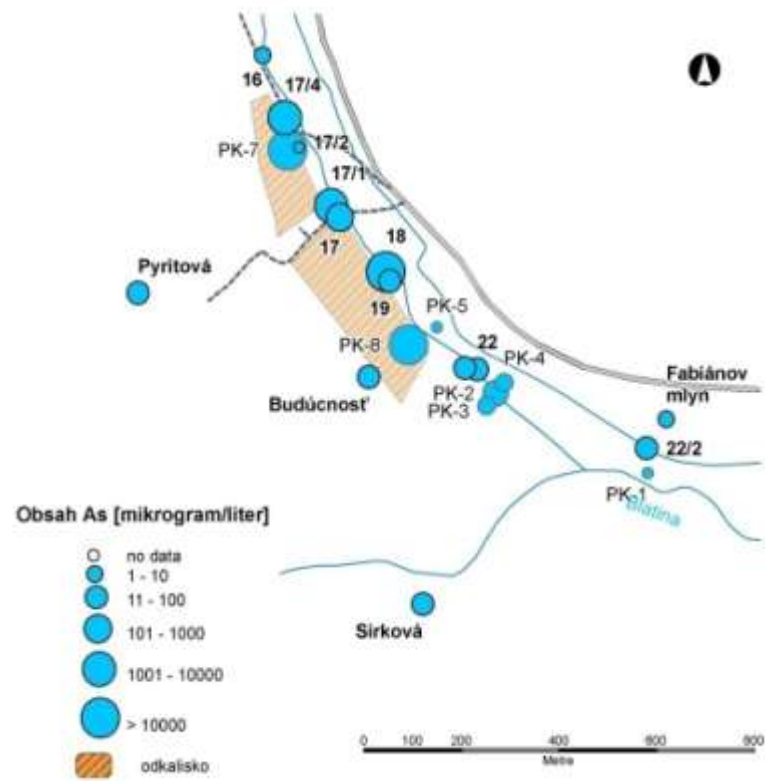 16
17/4
PK-7
17/2
17/1
17
18
Pyritová
19
PK-5
PK-8
22
PK-4
Budúcnosť
PK-2
PK-3
Fabiánov
mlyn
22/2
PK-1
Blatina
Obsah As [mikrogram/liter]
no data
1 - 10
11 - 100
101 - 1000
1001 - 10000
> 10000
odkalisko
Sirková
0 100 200 400 600 800
Metre